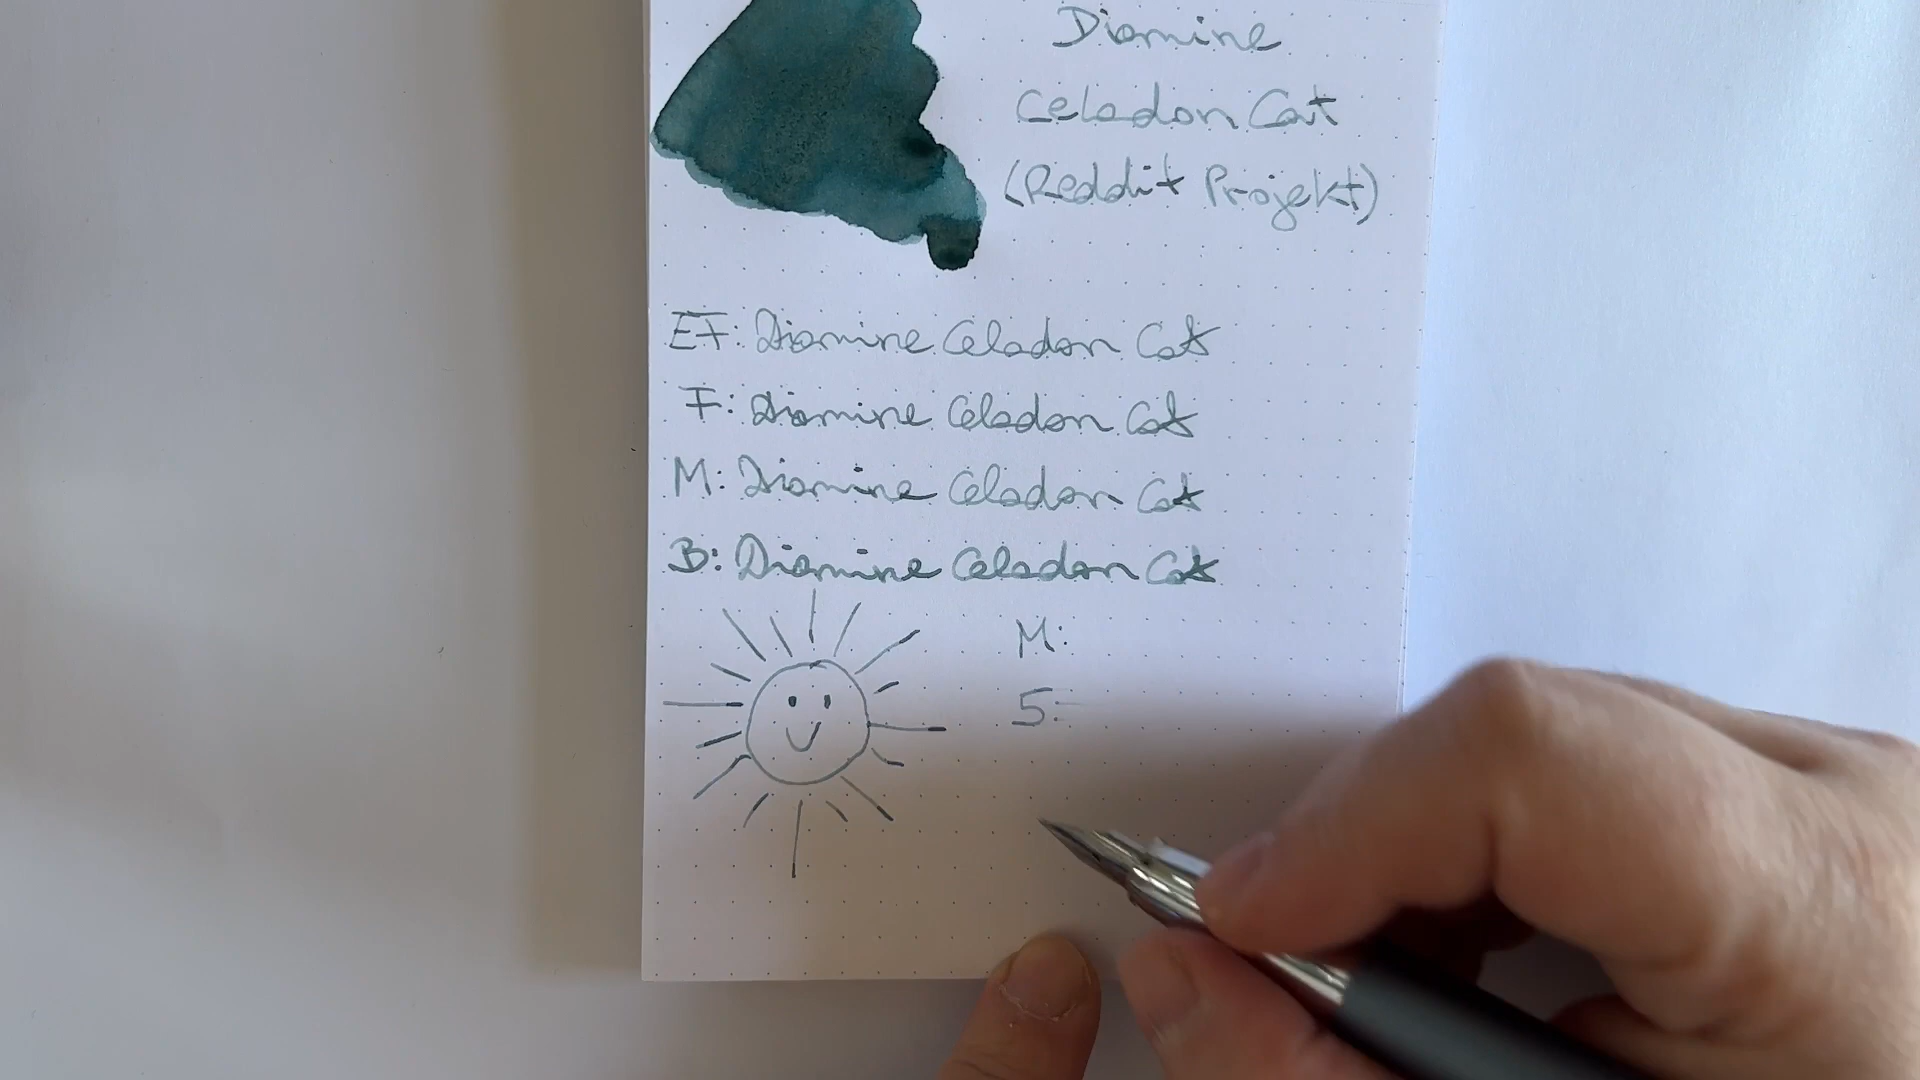 Diamine
Celadon Cat
(Reddit Projekt)
EF: Diamine Celadon Cat
F: Diamine Celadon Cat
M: Diamine Celadon Cat
B: Diamine Celadon Cat
M:
S: